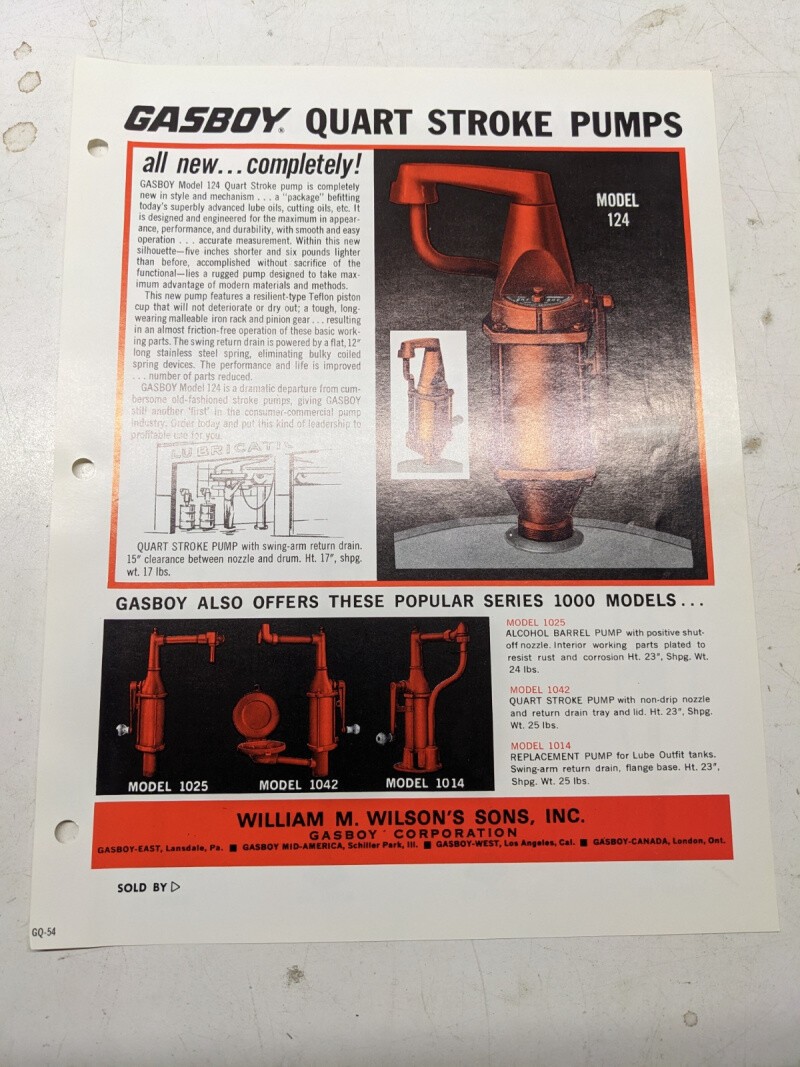 GASBOY® QUART STROKE PUMPS
all new...completely!
GASBOY Model 124 Quart Stroke pump is completely
new in style and mechanism . . . a "package" befitting
today's superbly advanced lube oils, cutting oils, etc. It
is designed and engineered for the maximum in appear-
ance, performance, and durability, with smooth and easy
operation . . . accurate measurement. Within this new
silhouette—five inches shorter and six pounds lighter
than before, accomplished without sacrifice of the
functional—lies a rugged pump designed to take max-
imum advantage of modern materials and methods.
This new pump features a resilient-type Teflon piston
cup that will not deteriorate or dry out; a tough, long-
wearing malleable iron rack and pinion gear . . . resulting
in an almost friction-free operation of these basic work-
ing parts. The swing return drain is powered by a flat, 12"
long stainless steel spring, eliminating bulky coiled
spring devices. The performance and life is improved
. . . number of parts reduced.
GASBOY Model 124 is a dramatic departure from cum-
bersome old-fashioned stroke pumps, giving GASBOY
still another 'first' in the consumer-commercial pump
industry. Order today and put this kind of leadership to
profitable use for you.
LUBRICATI
QUART STROKE PUMP with swing-arm return drain.
15" clearance between nozzle and drum. Ht. 17", shpg.
wt. 17 lbs.
MODEL
124
GASBOY ALSO OFFERS THESE POPULAR SERIES 1000 MODELS...
MODEL 1025
MODEL 1042
MODEL 1014
MODEL 1025
ALCOHOL BARREL PUMP with positive shut-
off nozzle. Interior working parts plated to
resist rust and corrosion Ht. 23", Shpg. Wt.
24 lbs.
MODEL 1042
QUART STROKE PUMP with non-drip nozzle
and return drain tray and lid. Ht. 23", Shpg.
Wt. 25 lbs.
MODEL 1014
REPLACEMENT PUMP for Lube Outfit tanks.
Swing-arm return drain, flange base. Ht. 23",
Shpg. Wt. 25 lbs.
WILLIAM M. WILSON'S SONS, INC.
GASBOY CORPORATION
GASBOY-EAST, Lansdale, Pa. ■ GASBOY MID-AMERICA, Schiller Park, Ill. ■ GASBOY-WEST, Los Angeles, Cal. ■ GASBOY-CANADA, London, Ont.
SOLD BY ▷
GQ-54